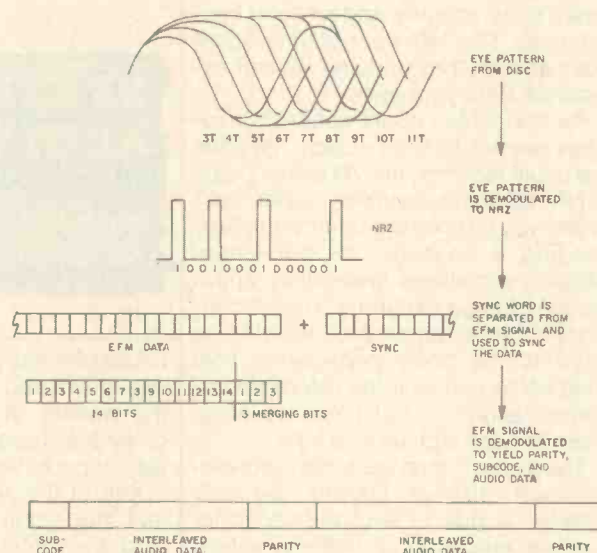 EYE PATTERN
FROM DISC
3T 4T 5T 6T 7T 8T 9T 10T 11T
EYE PATTERN
IS DEMODULATED
TO NRZ
NRZ
1 0 0 1 0 0 0 1 0 0 0 0 0 1
SYNC WORD IS
SEPARATED FROM
EFM SIGNAL AND
USED TO SYNC
THE DATA
+
EFM DATA
SYNC
1 2 3 4 5 6 7 8 9 10 11 12 13 14 1 2 3
14 BITS
3 MERGING BITS
EFM SIGNAL
IS DEMODULATED
TO YIELD PARITY,
SUBCODE, AND
AUDIO DATA
SUB-
CODE
INTERLEAVED
AUDIO DATA
PARITY
INTERLEAVED
AUDIO DATA
PARITY